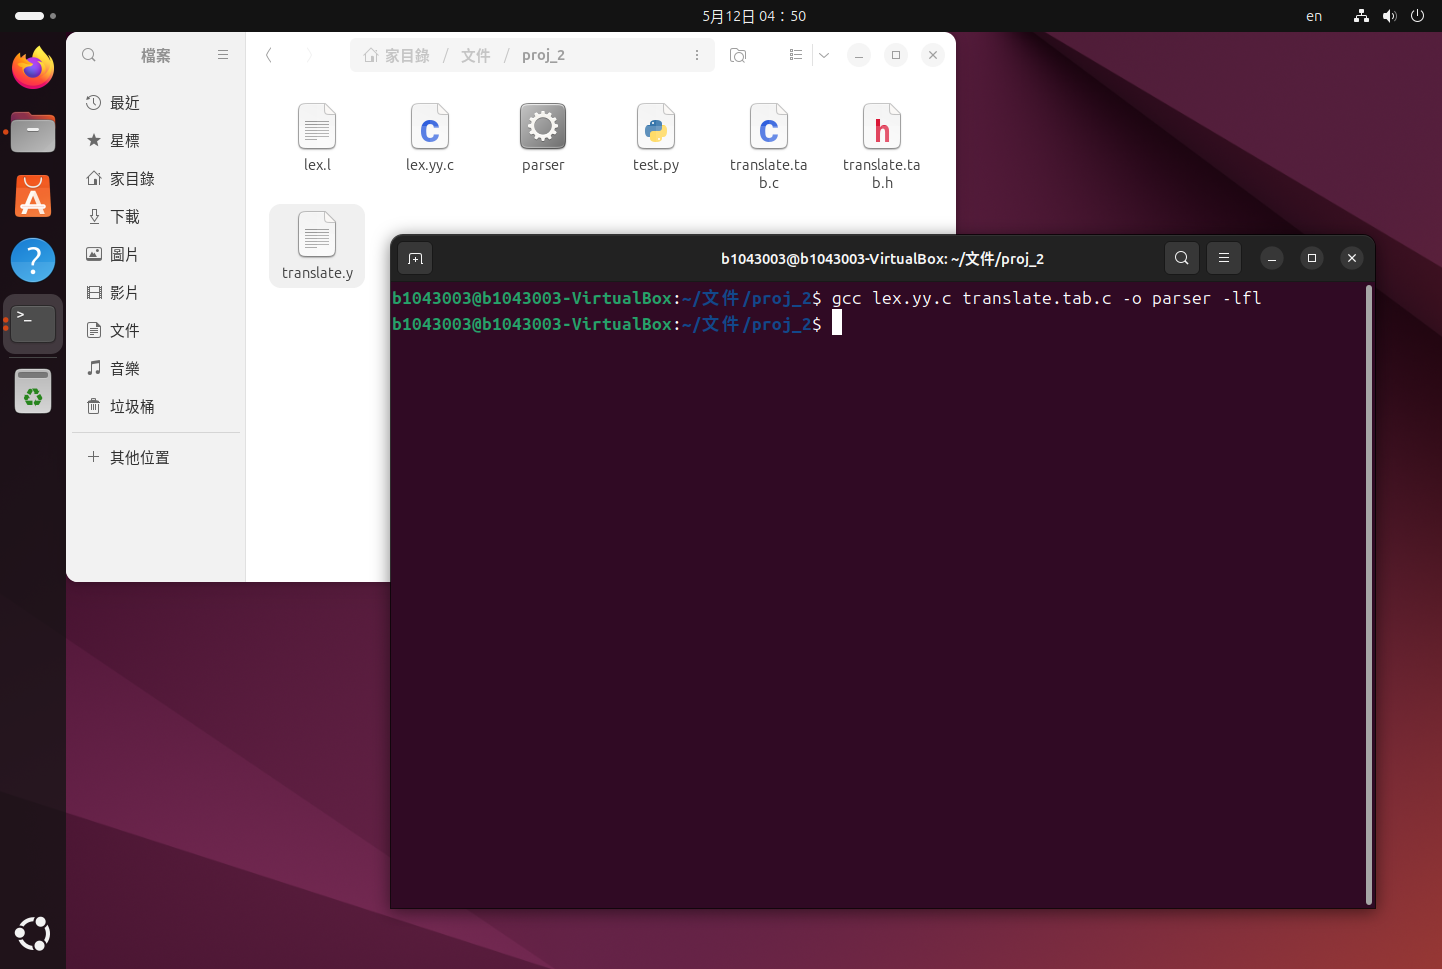 5月12日 04：50
en
檔案
家目錄 / 文件 / proj_2
最近
星標
家目錄
下載
圖片
影片
文件
音樂
垃圾桶
其他位置
lex.l
lex.yy.c
parser
test.py
translate.ta
b.c
translate.ta
b.h
translate.y
b1043003@b1043003-VirtualBox: ~/文件/proj_2
b1043003@b1043003-VirtualBox:~/文件/proj_2$ gcc lex.yy.c translate.tab.c -o parser -lfl
b1043003@b1043003-VirtualBox:~/文件/proj_2$